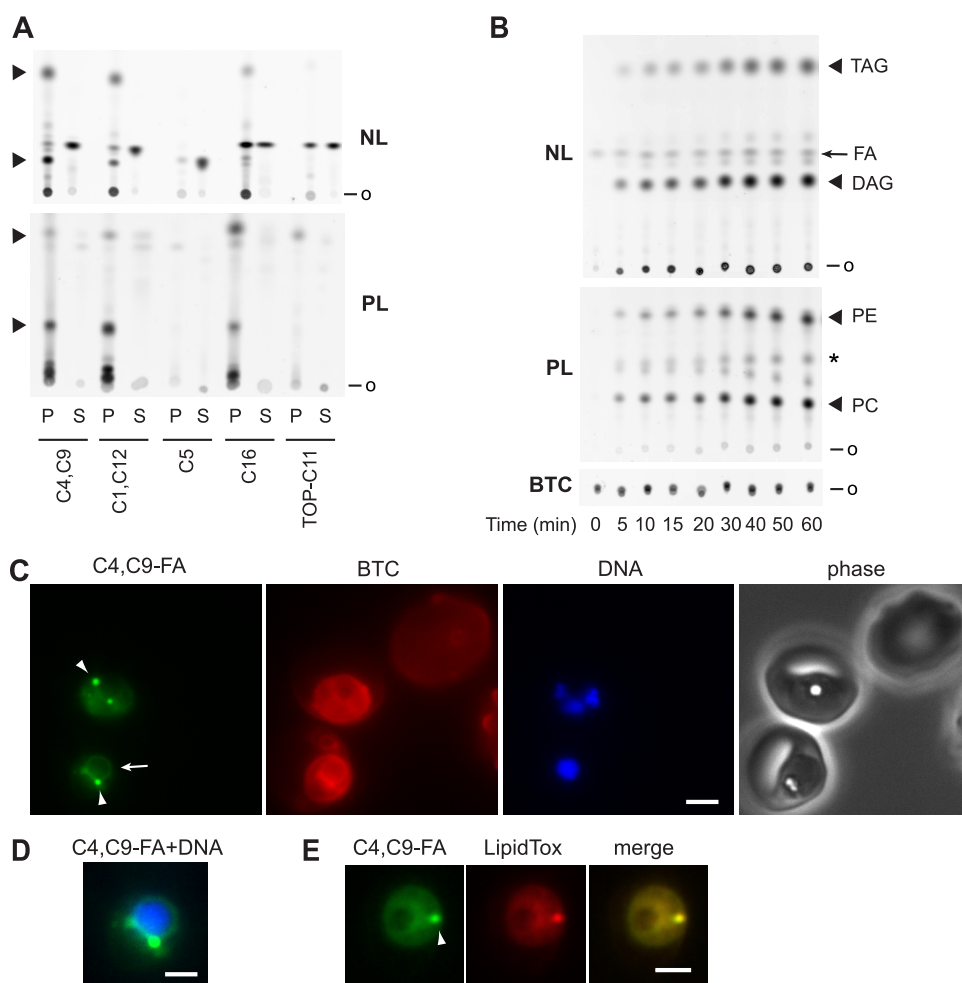 A
NL
o
PL
o
P S P S P S P S P S
C4,C9
C1,C12
C5
C16
TOP-C11
B
TAG
NL
FA
DAG
o
PE
*
PL
PC
o
BTC
o
Time (min) 0 5 10 15 20 30 40 50 60
C
C4,C9-FA
BTC
DNA
phase
D
C4,C9-FA+DNA
E
C4,C9-FA
LipidTox
merge